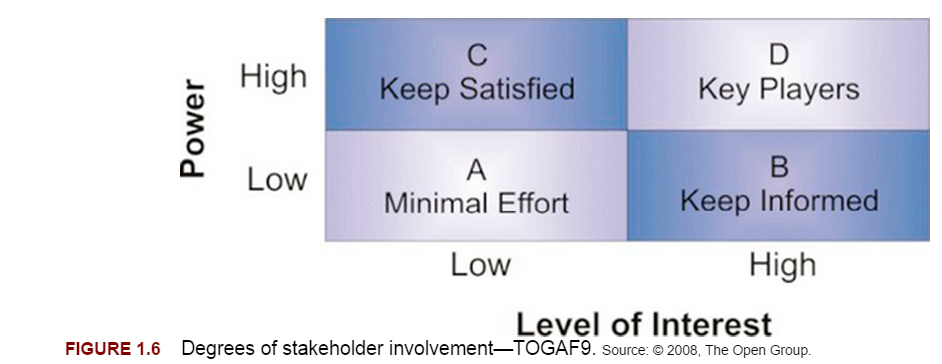 Power
High
C
Keep Satisfied
D
Key Players
Low
A
Minimal Effort
B
Keep Informed
Low
High
Level of Interest
FIGURE 1.6 Degrees of stakeholder involvement—TOGAF9. Source: © 2008, The Open Group.